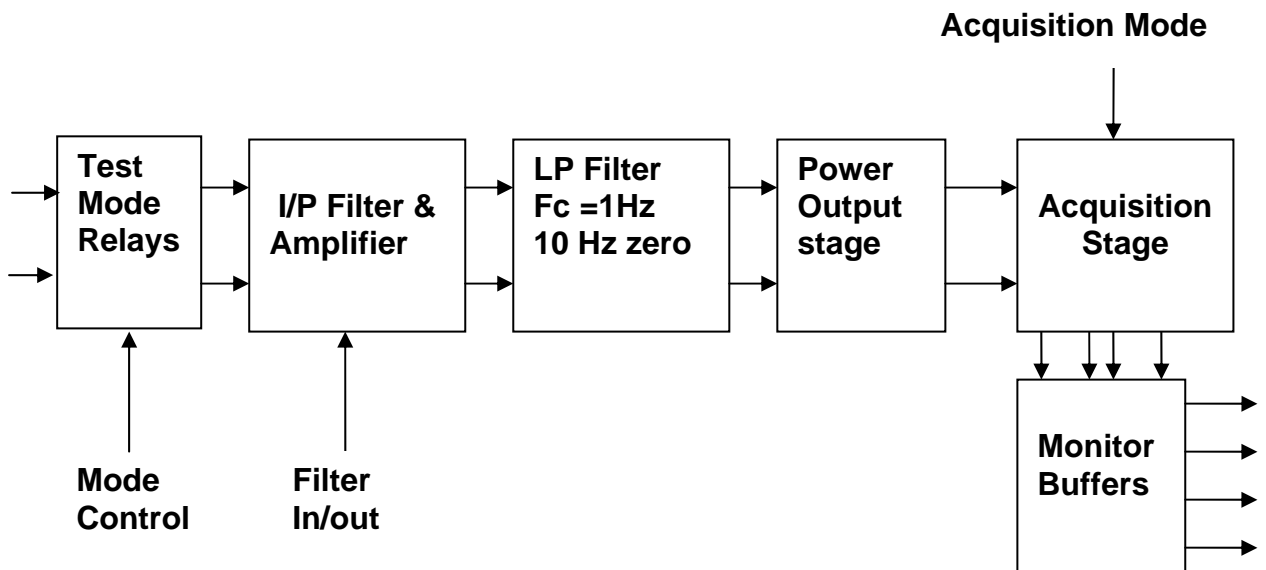 Acquisition Mode
Test
Mode
Relays
I/P Filter &
Amplifier
LP Filter
Fc =1Hz
10 Hz zero
Power
Output
stage
Acquisition
Stage
Mode
Control
Filter
In/out
Monitor
Buffers